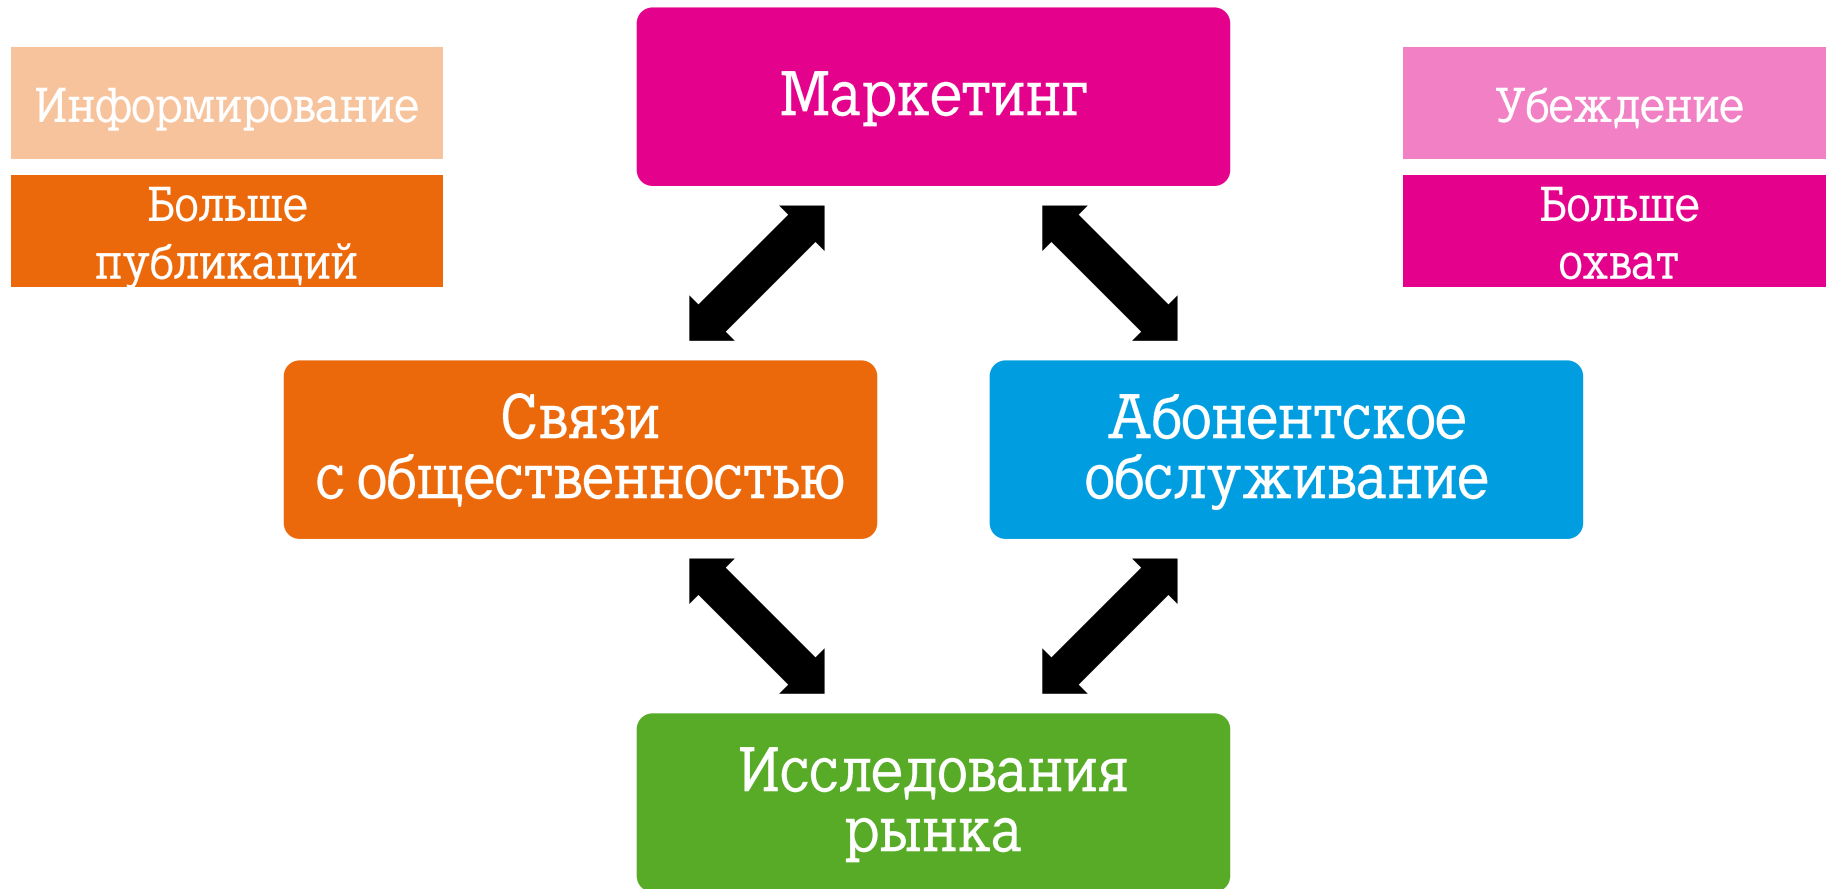 Маркетинг
Информирование
Убеждение
Больше
публикаций
Больше
охват
Связи
с общественностью
Абонентское
обслуживание
Исследования
рынка